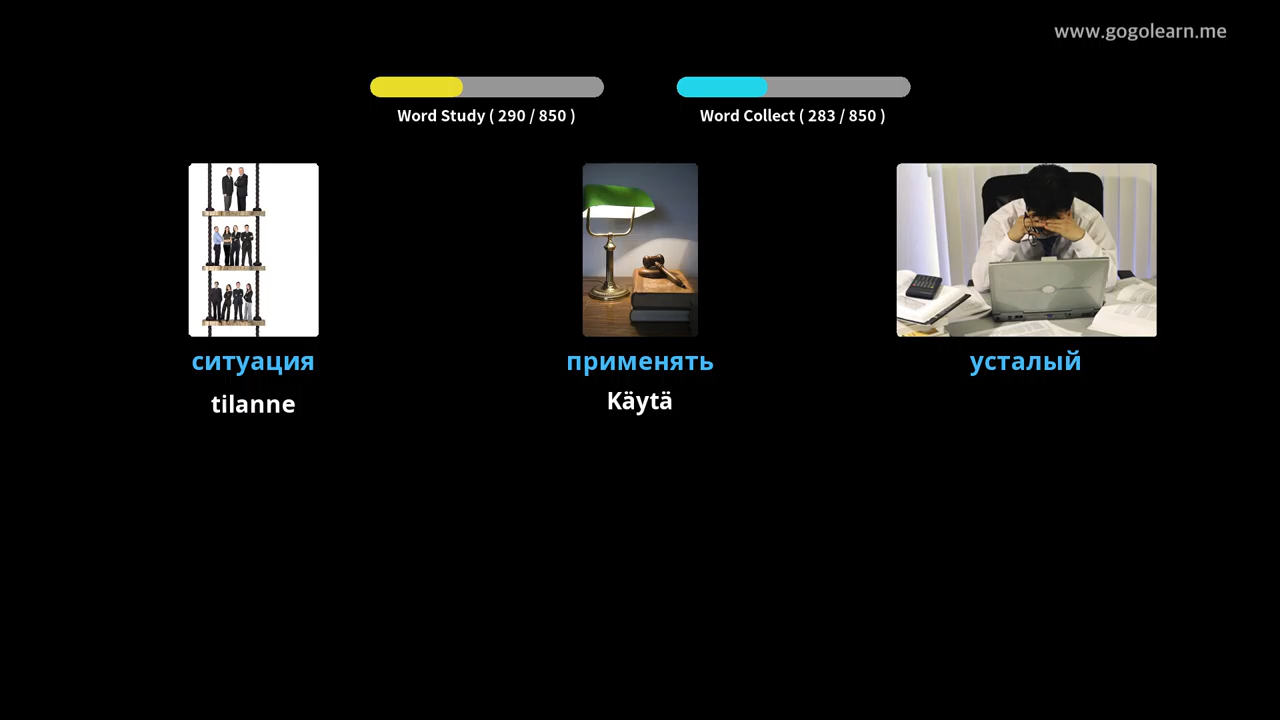 www.gogolearn.me
Word Study ( 290 / 850 )
Word Collect ( 283 / 850 )
ситуация
применять
усталый
tilanne
Käytä